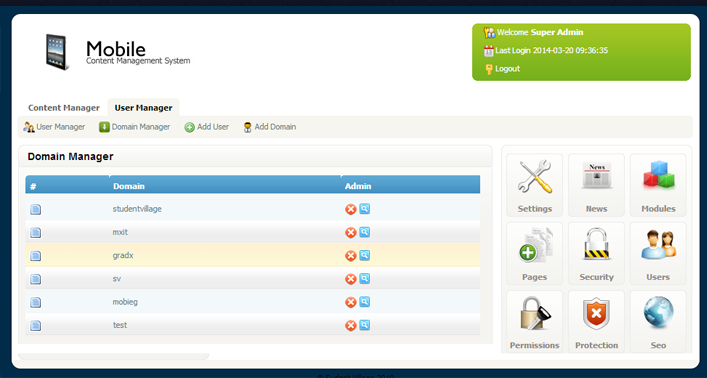 Mobile
Content Management System
Welcome Super Admin
Last Login 2014-03-20 09:36:35
Logout
Content Manager User Manager
User Manager Domain Manager Add User Add Domain
Domain Manager
# Domain Admin
studentvillage
mxit
gradx
sv
mobieg
test
News
Settings News Modules
Pages Security Users
Permissions Protection Seo